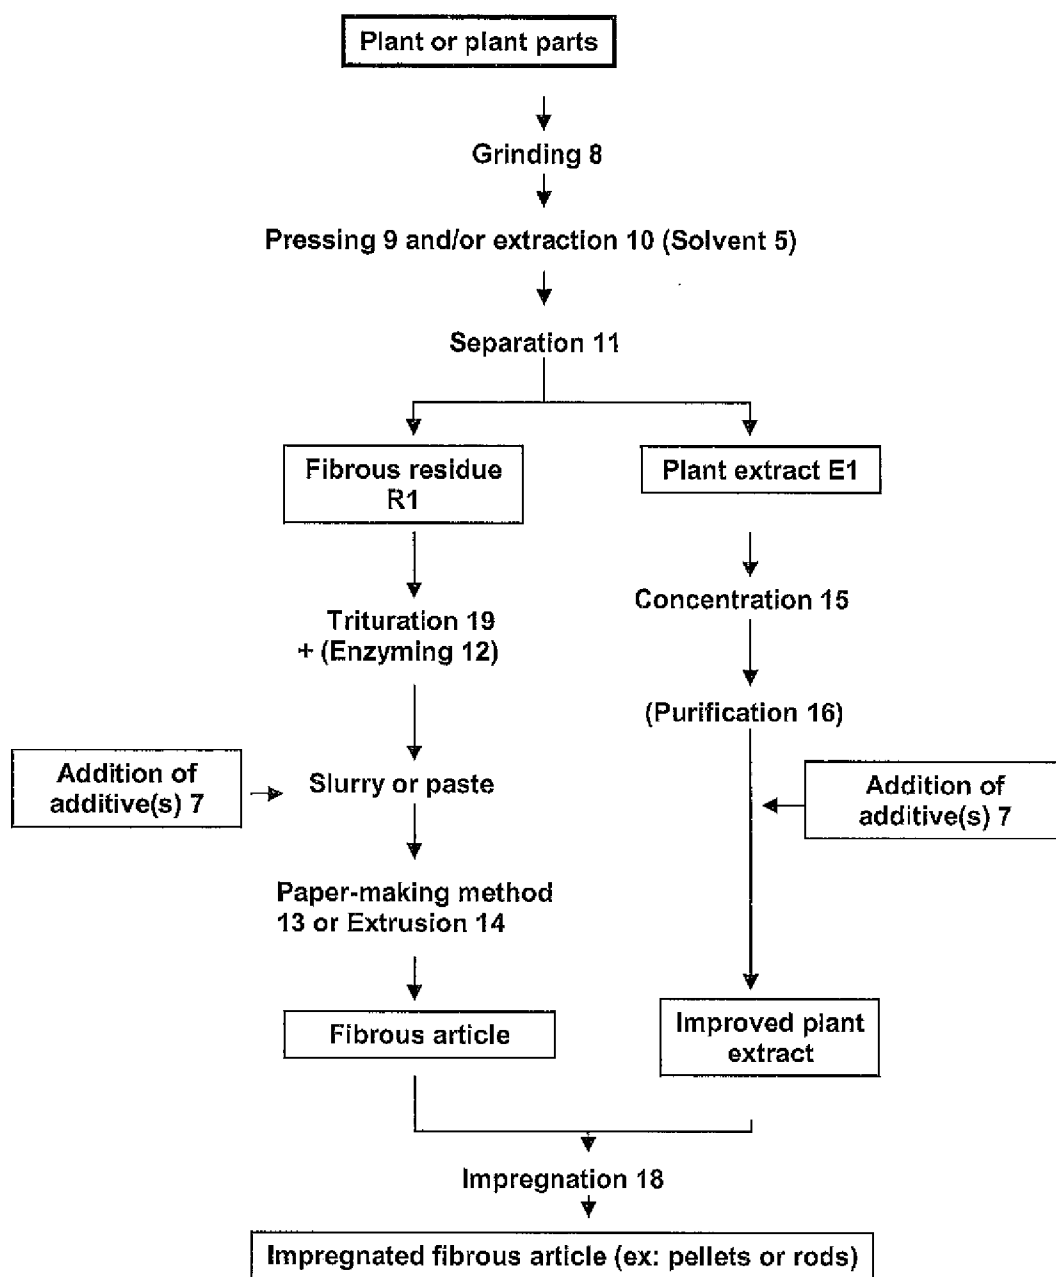 Plant or plant parts
Grinding 8
Pressing 9 and/or extraction 10 (Solvent 5)
Separation 11
Fibrous residue
R1
Plant extract E1
Trituration 19
+ (Enzyming 12)
Concentration 15
(Purification 16)
Addition of
additive(s) 7
Slurry or paste
Addition of
additive(s) 7
Paper-making method
13 or Extrusion 14
Fibrous article
Improved plant
extract
Impregnation 18
Impregnated fibrous article (ex: pellets or rods)